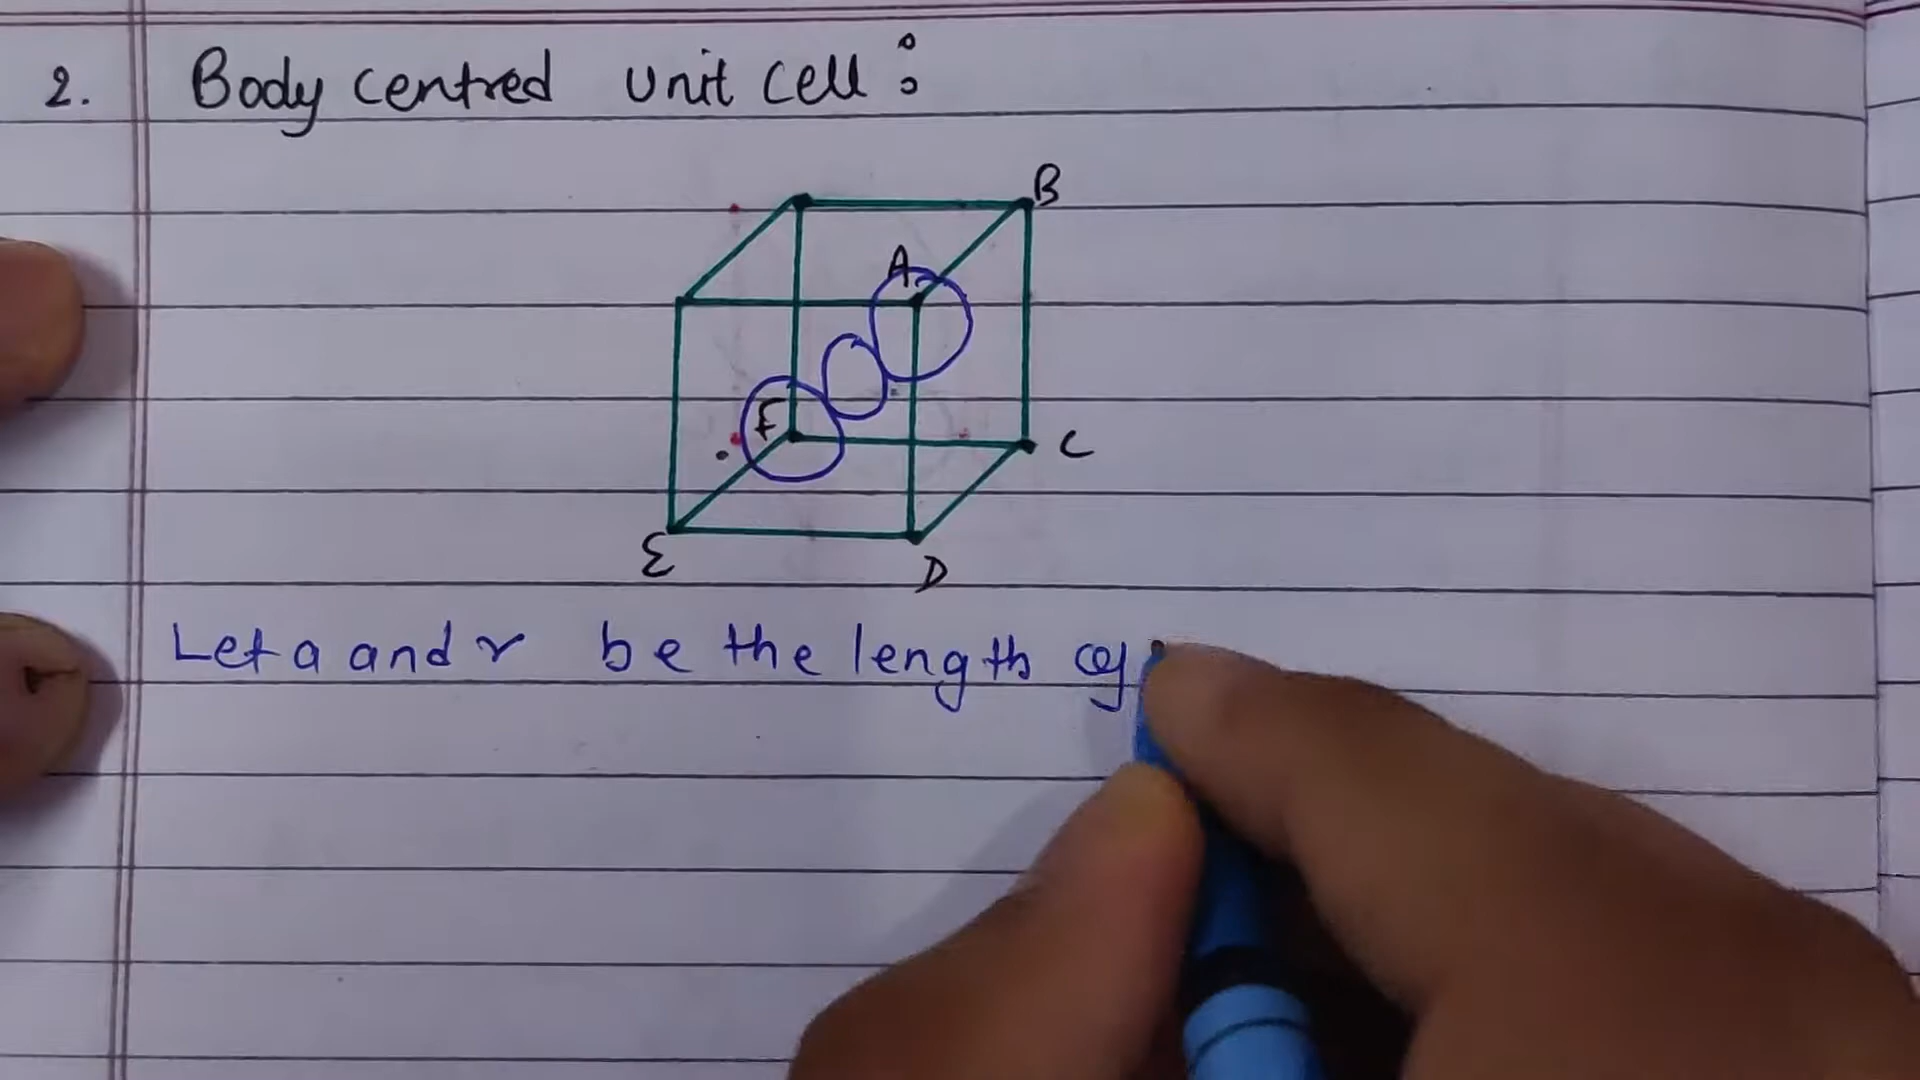 2. Body centred unit cell :
B
A
F
C
E
D
Let a and r be the length of